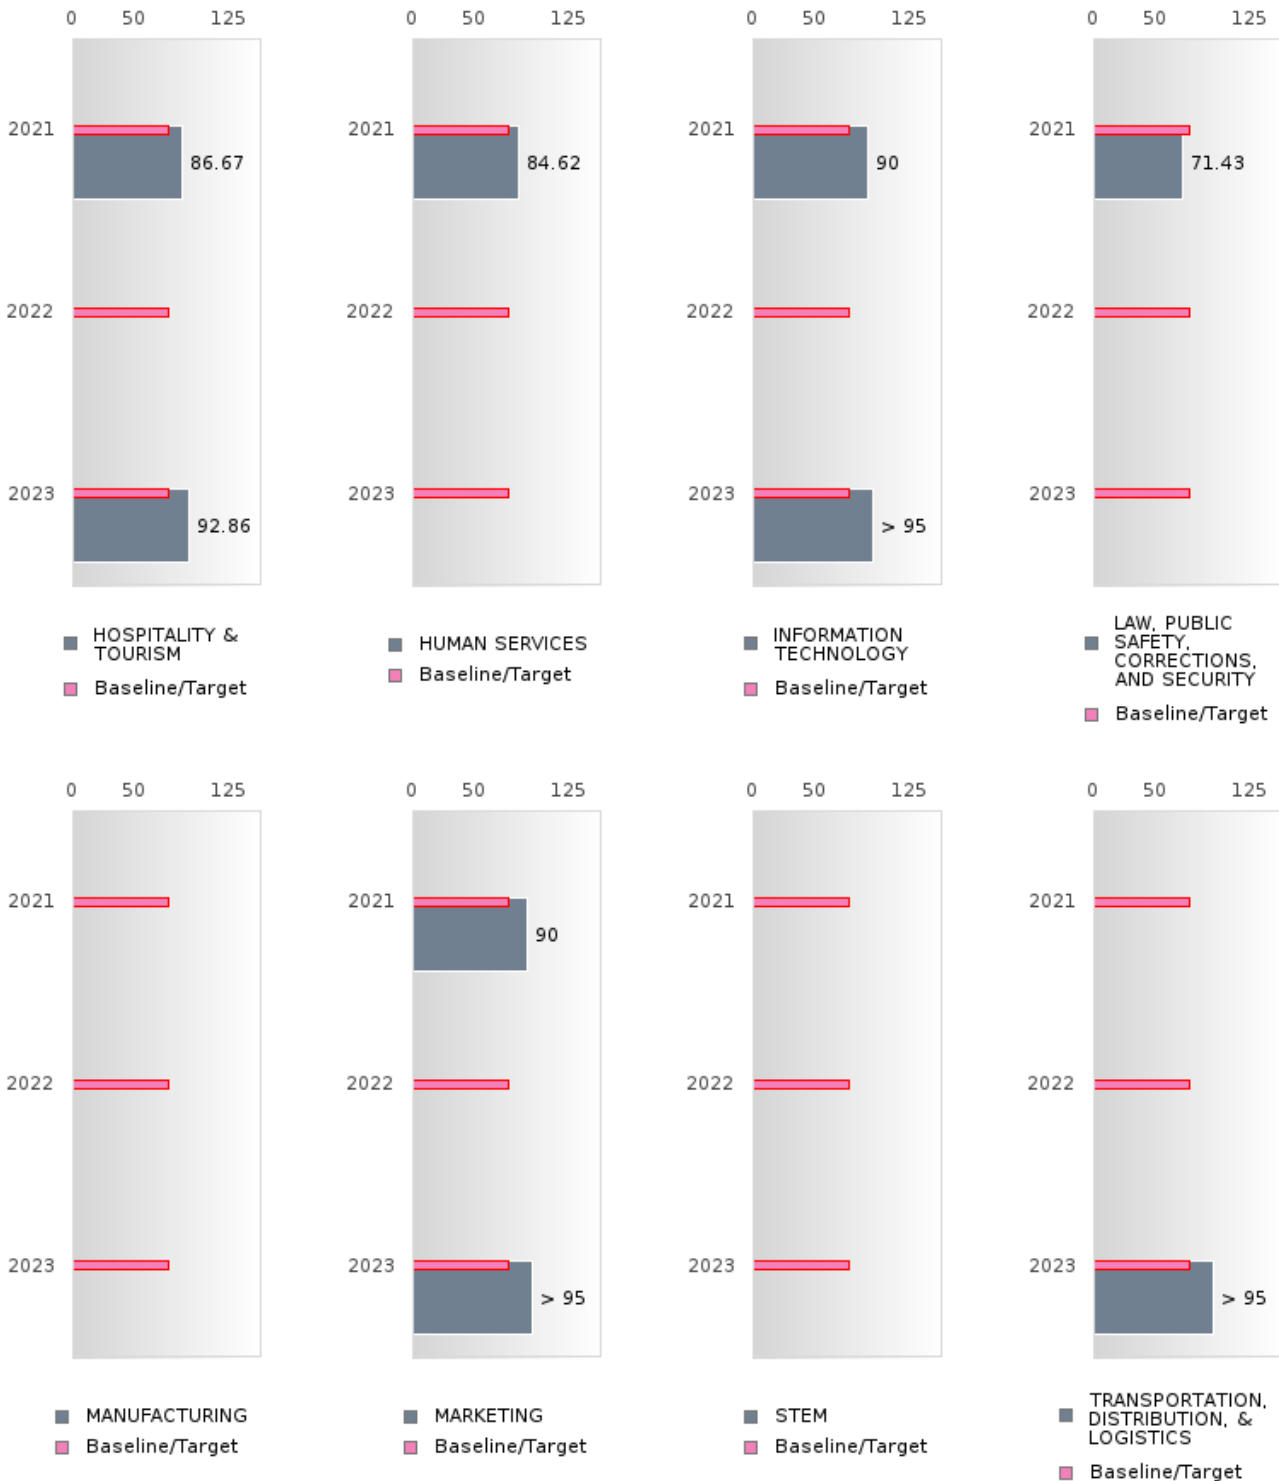 0 50 125 0 50 125 0 50 125 0 50 125
2021 86.67 2021 84.62 2021 90 2021 71.43
2022 2022 2022 2022
2023 92.86 2023 2023 > 95 2023
HOSPITALITY &
TOURISM
Baseline/Target
HUMAN SERVICES
Baseline/Target
INFORMATION
TECHNOLOGY
Baseline/Target
LAW, PUBLIC
SAFETY,
CORRECTIONS,
AND SECURITY
Baseline/Target
0 50 125 0 50 125 0 50 125 0 50 125
2021 2021 90 2021 2021
2022 2022 2022 2022
2023 2023 > 95 2023 2023 > 95
MANUFACTURING
Baseline/Target
MARKETING
Baseline/Target
STEM
Baseline/Target
TRANSPORTATION,
DISTRIBUTION, &
LOGISTICS
Baseline/Target